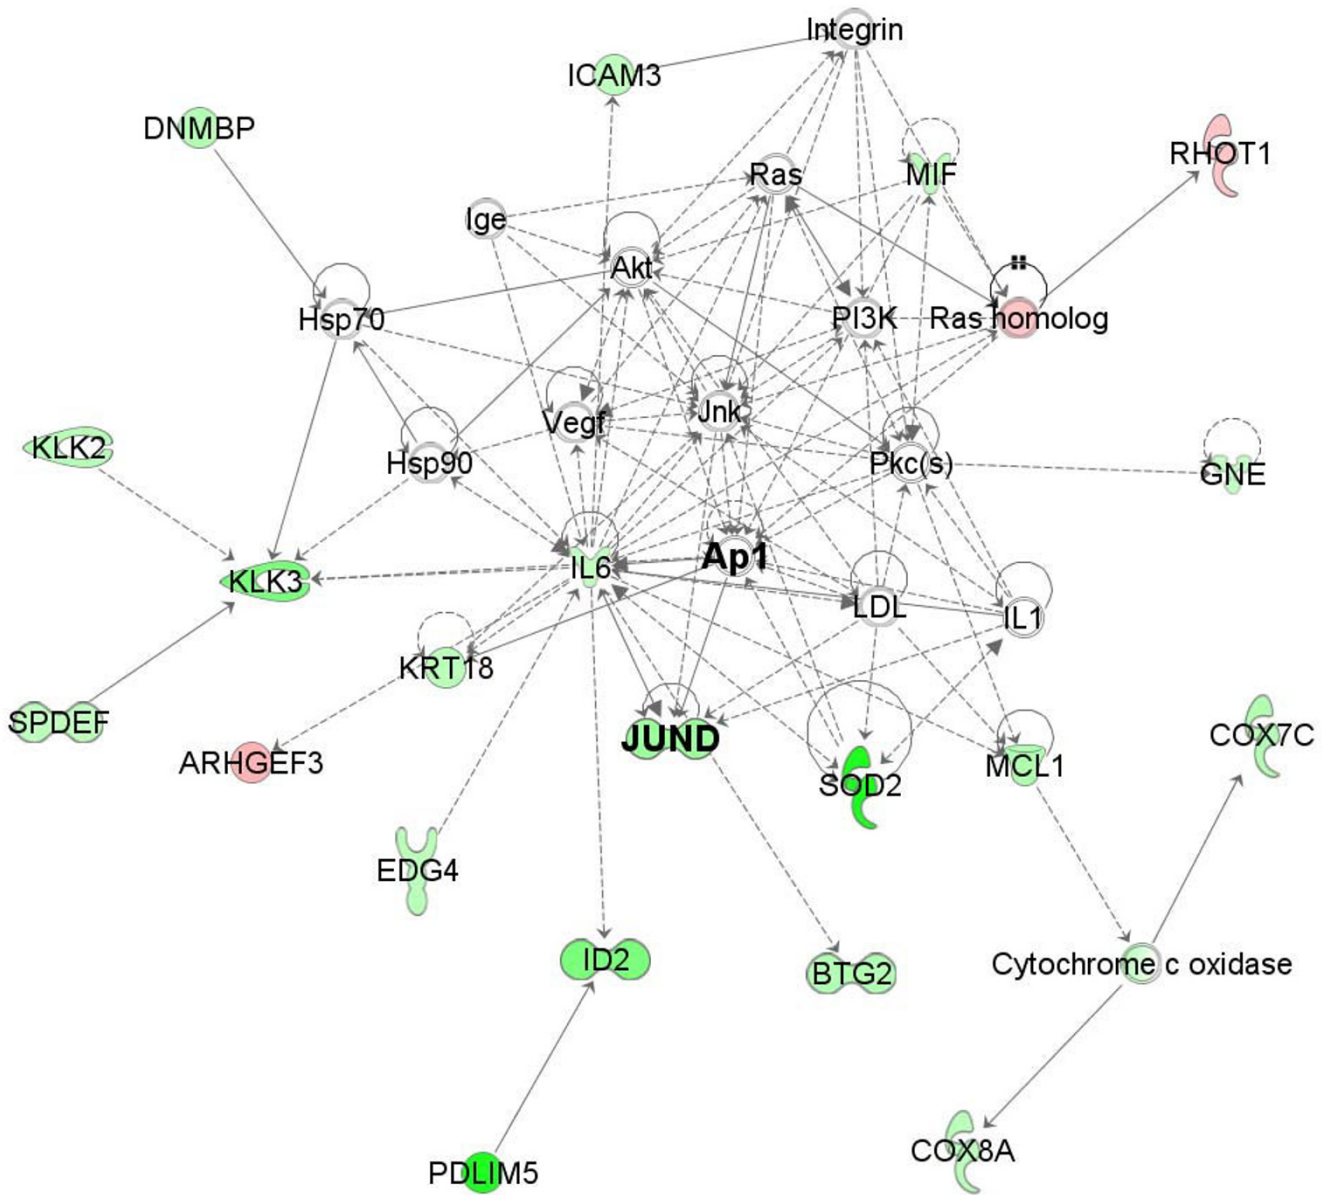 Integrin
ICAM3
DNMBP
RHOT1
Ras
MIF
Ige
Akt
Hsp70
PI3K
Ras homolog
Vegf
Jnk
KLK2
Hsp90
Pkc(s)
GNE
Ap1
IL6
KLK3
LDL
IL1
KRT18
SPDEF
JUND
COX7C
ARHGEF3
MCL1
SOD2
EDG4
ID2
BTG2
Cytochrome c oxidase
COX8A
PDLIM5